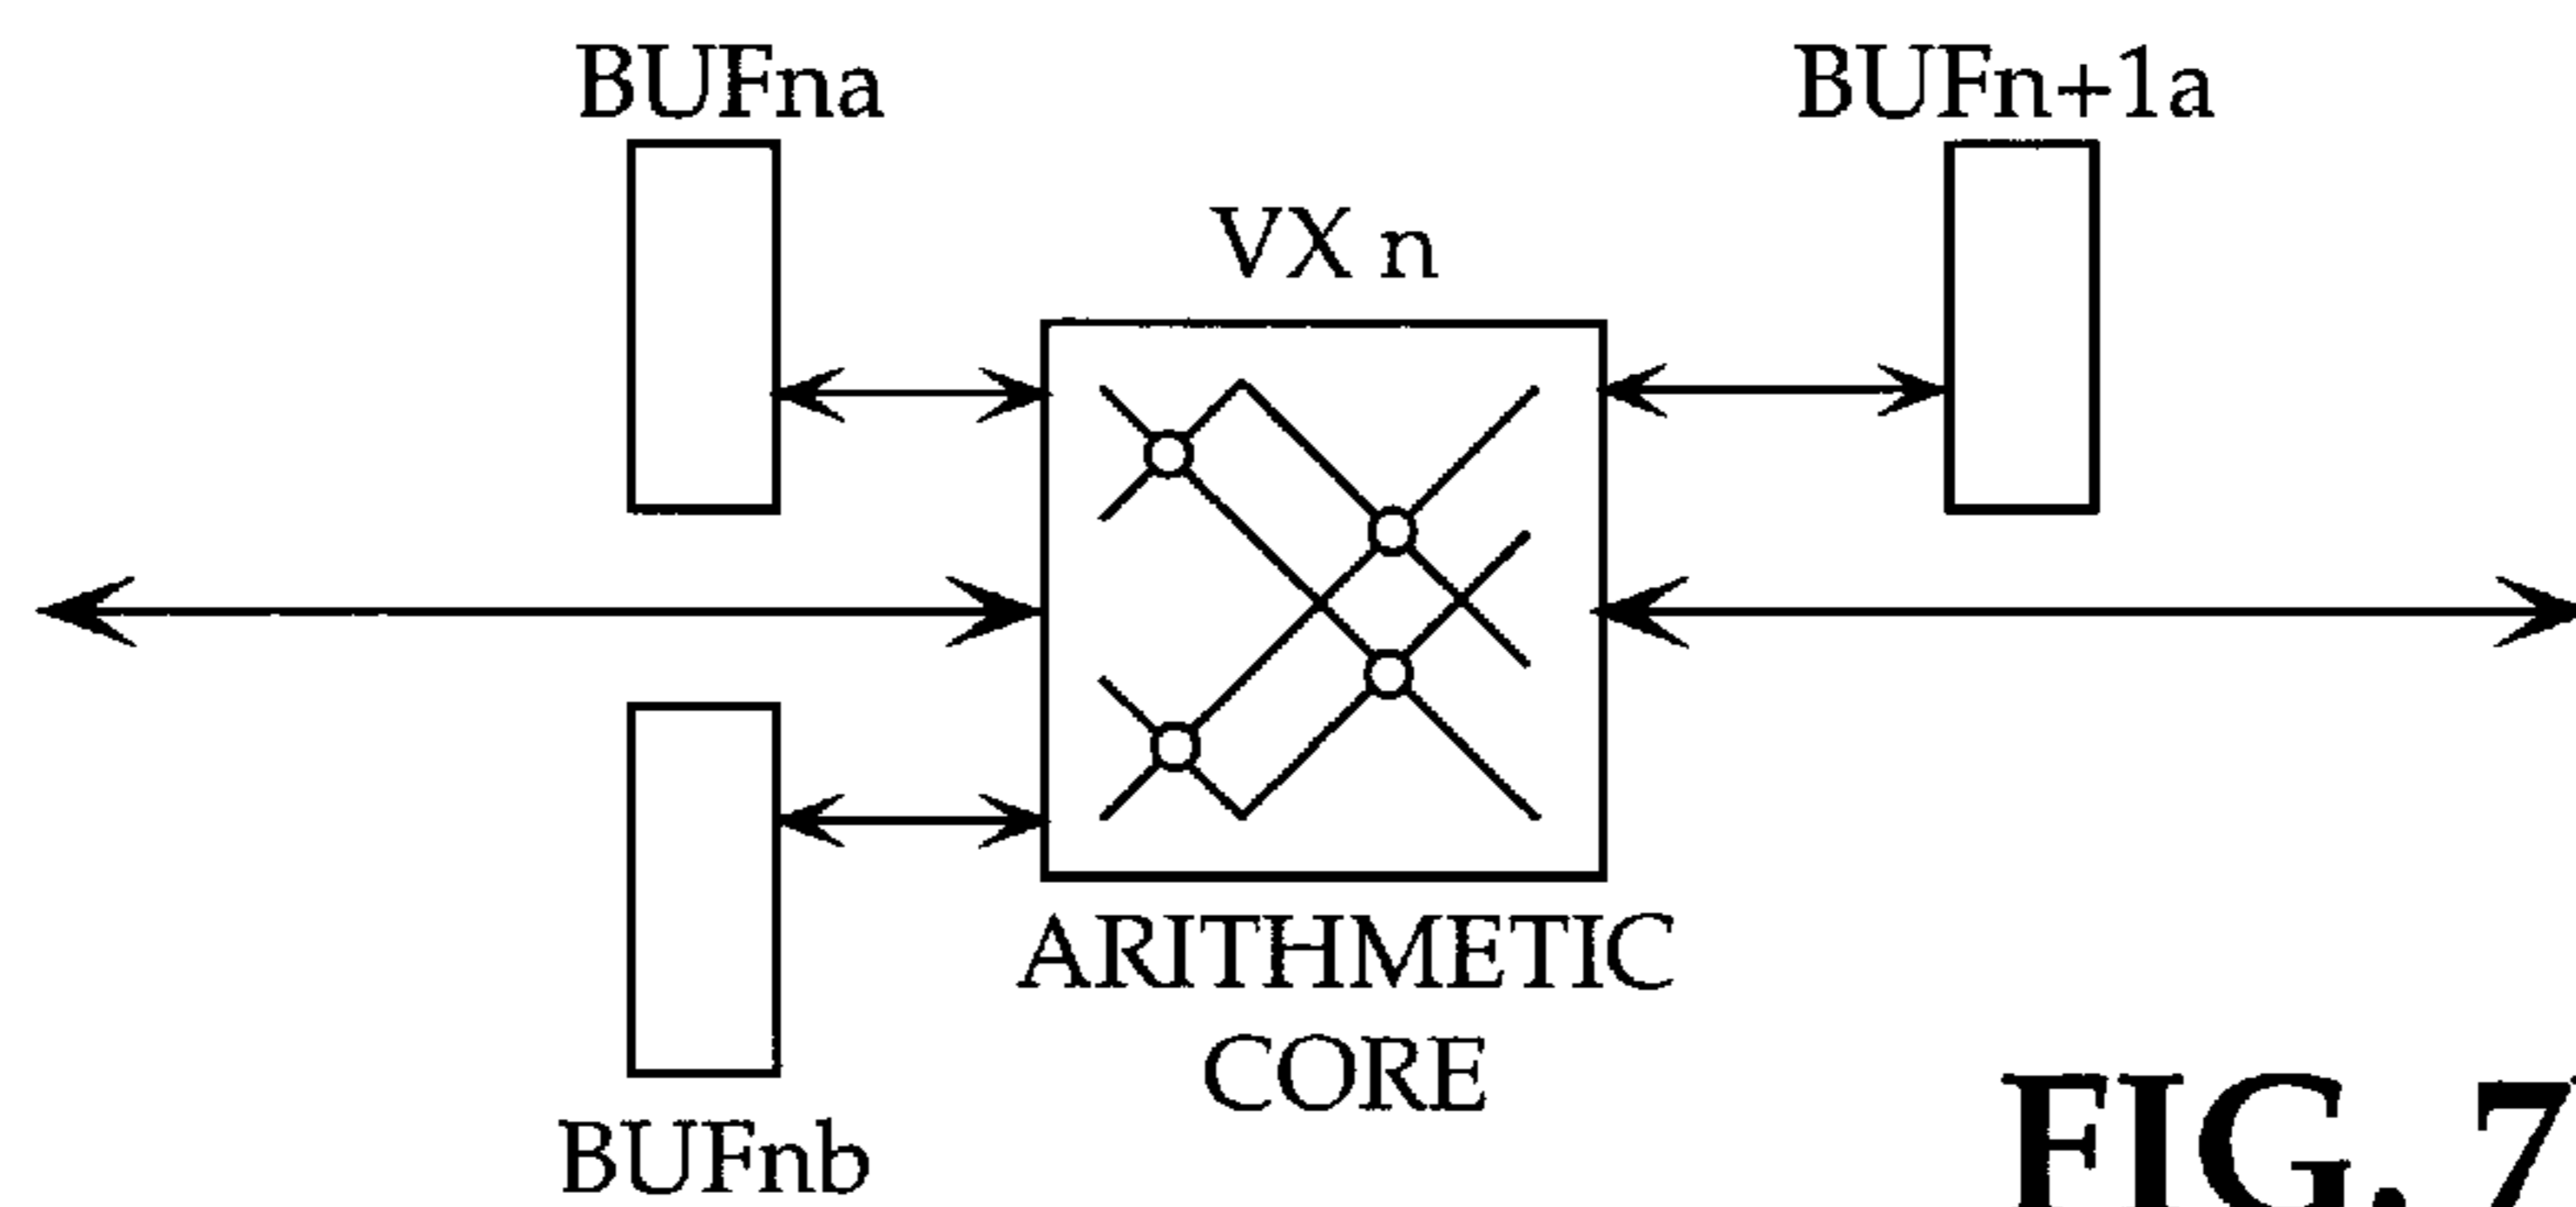 BUFna
BUFn+1a
VX n
ARITHMETIC
CORE
BUFnb
FIG. 7